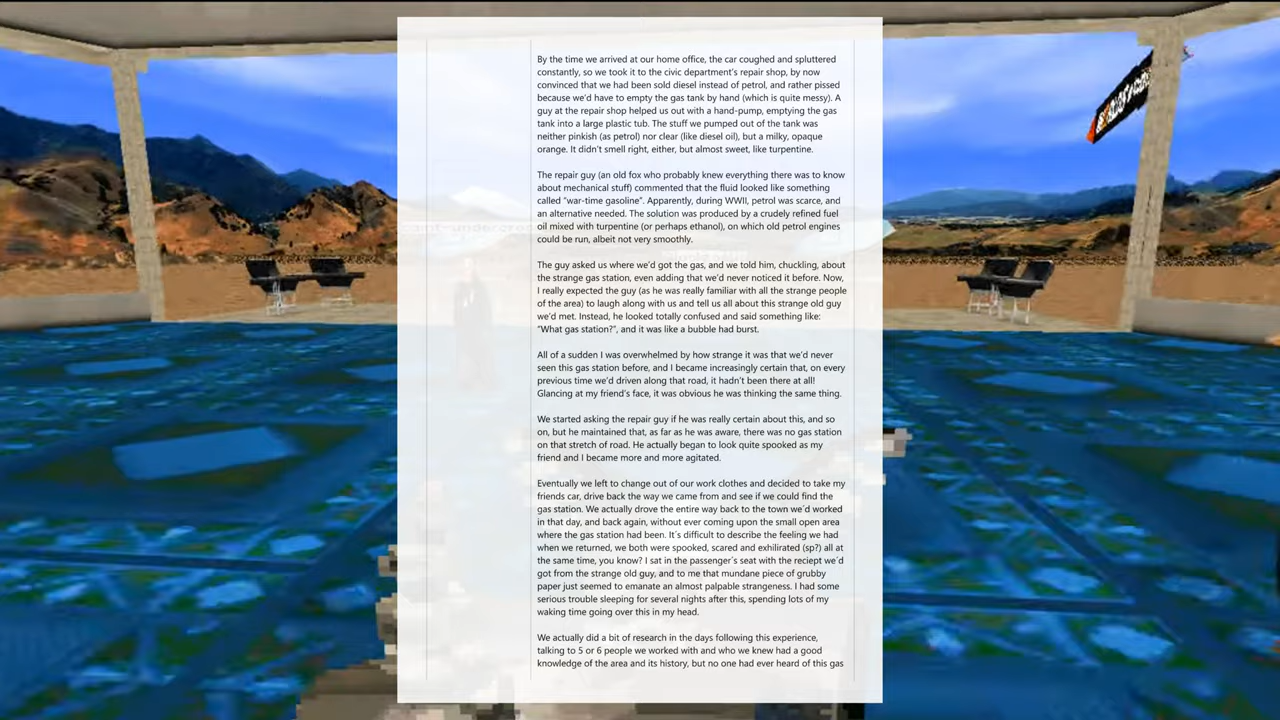 By the time we arrived at our home office, the car coughed and spluttered
constantly, so we took it to the civic department's repair shop, by now
convinced that we had been sold diesel instead of petrol, and rather pissed
because we'd have to empty the gas tank by hand (which is quite messy). A
guy at the repair shop helped us out with a hand-pump, emptying the gas
tank into a large plastic tub. The stuff we pumped out of the tank was
neither pinkish (as petrol) nor clear (like diesel oil), but a milky, opaque
orange. It didn't smell right, either, but almost sweet, like turpentine.
The repair guy (an old fox who probably knew everything there was to know
about mechanical stuff) commented that the fluid looked like something
called "war-time gasoline". Apparently, during WWII, petrol was scarce, and
an alternative needed. The solution was produced by a crudely refined fuel
oil mixed with turpentine (or perhaps ethanol), on which old petrol engines
could be run, albeit not very smoothly.
The guy asked us where we'd got the gas, and we told him, chuckling, about
the strange gas station, even adding that we'd never noticed it before. Now,
I really expected the guy (as he was really familiar with all the strange people
of the area) to laugh along with us and tell us all about this strange old guy
we'd met. Instead, he looked totally confused and said something like:
"What gas station?", and it was like a bubble had burst.
All of a sudden I was overwhelmed by how strange it was that we'd never
seen this gas station before, and I became increasingly certain that, on every
previous time we'd driven along that road, it hadn't been there at all!
Glancing at my friend's face, it was obvious he was thinking the same thing.
We started asking the repair guy if he was really certain about this, and so
on, but he maintained that, as far as he was aware, there was no gas station
on that stretch of road. He actually began to look quite spooked as my
friend and I became more and more agitated.
Eventually we left to change out of our work clothes and decided to take my
friends car, drive back the way we came from and see if we could find the
gas station. We actually drove the entire way back to the town we´d worked
in that day, and back again, without ever coming upon the small open area
where the gas station had been. It´s difficult to describe the feeling we had
when we returned, we both were spooked, scared and exhilirated (sp?) all at
the same time, you know? I sat in the passenger´s seat with the reciept we´d
got from the strange old guy, and to me that mundane piece of grubby
paper just seemed to emanate an almost palpable strangeness. I had some
serious trouble sleeping for several nights after this, spending lots of my
waking time going over this in my head.
We actually did a bit of research in the days following this experience,
talking to 5 or 6 people we worked with and who we knew had a good
knowledge of the area and its history, but no one had ever heard of this gas